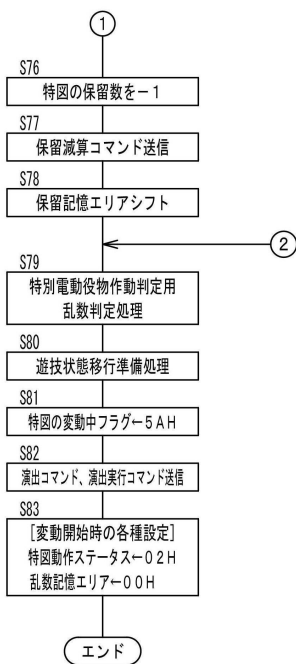 ①
S76
特図の保留数を－１
S77
保留減算コマンド送信
S78
保留記憶エリアシフト
②
S79
特別電動役物作動判定用
乱数判定処理
S80
遊技状態移行準備処理
S81
特図の変動中フラグ←５ＡＨ
S82
演出コマンド、演出実行コマンド送信
S83
［変動開始時の各種設定］
特図動作ステータス←０２Ｈ
乱数記憶エリア←００Ｈ
エンド